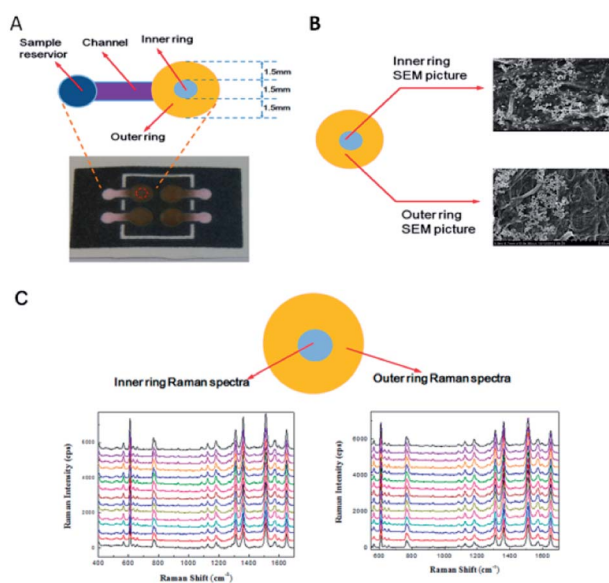 A
Sample
reservior
Channel
Inner ring
1.5mm
1.5mm
1.5mm
Outer ring
B
Inner ring
SEM picture
Outer ring
SEM picture
C
Inner ring Raman spectra
Outer ring Raman spectra
Raman Intensity (cps)
6000
4000
2000
0
400 600 800 1000 1200 1400 1600
Raman Shift (cm⁻¹)
Raman Intensity (cps)
6000
4000
2000
0
600 800 1000 1200 1400 1600
Raman Shift (cm⁻¹)